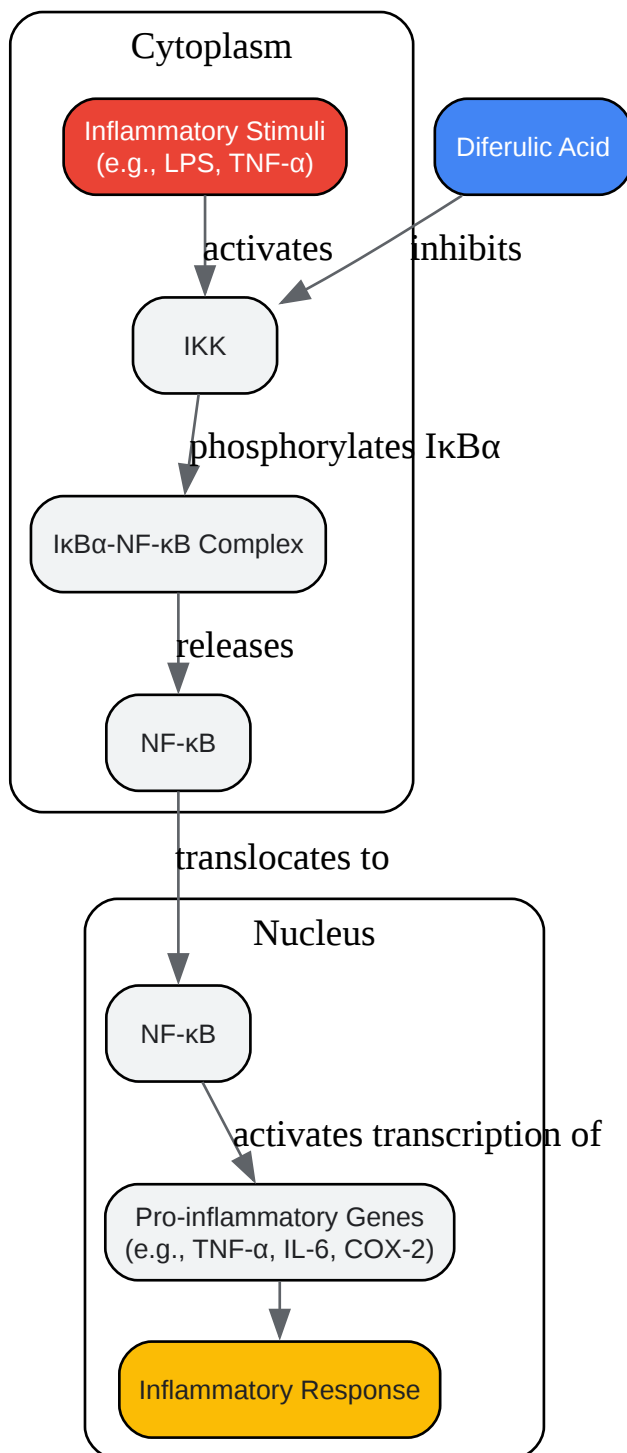 Cytoplasm
Inflammatory Stimuli
(e.g., LPS, TNF-α)
Diferulic Acid
activates
inhibits
IKK
phosphorylates IκBα
IκBα-NF-κB Complex
releases
NF-κB
translocates to
Nucleus
NF-κB
activates transcription of
Pro-inflammatory Genes
(e.g., TNF-α, IL-6, COX-2)
Inflammatory Response